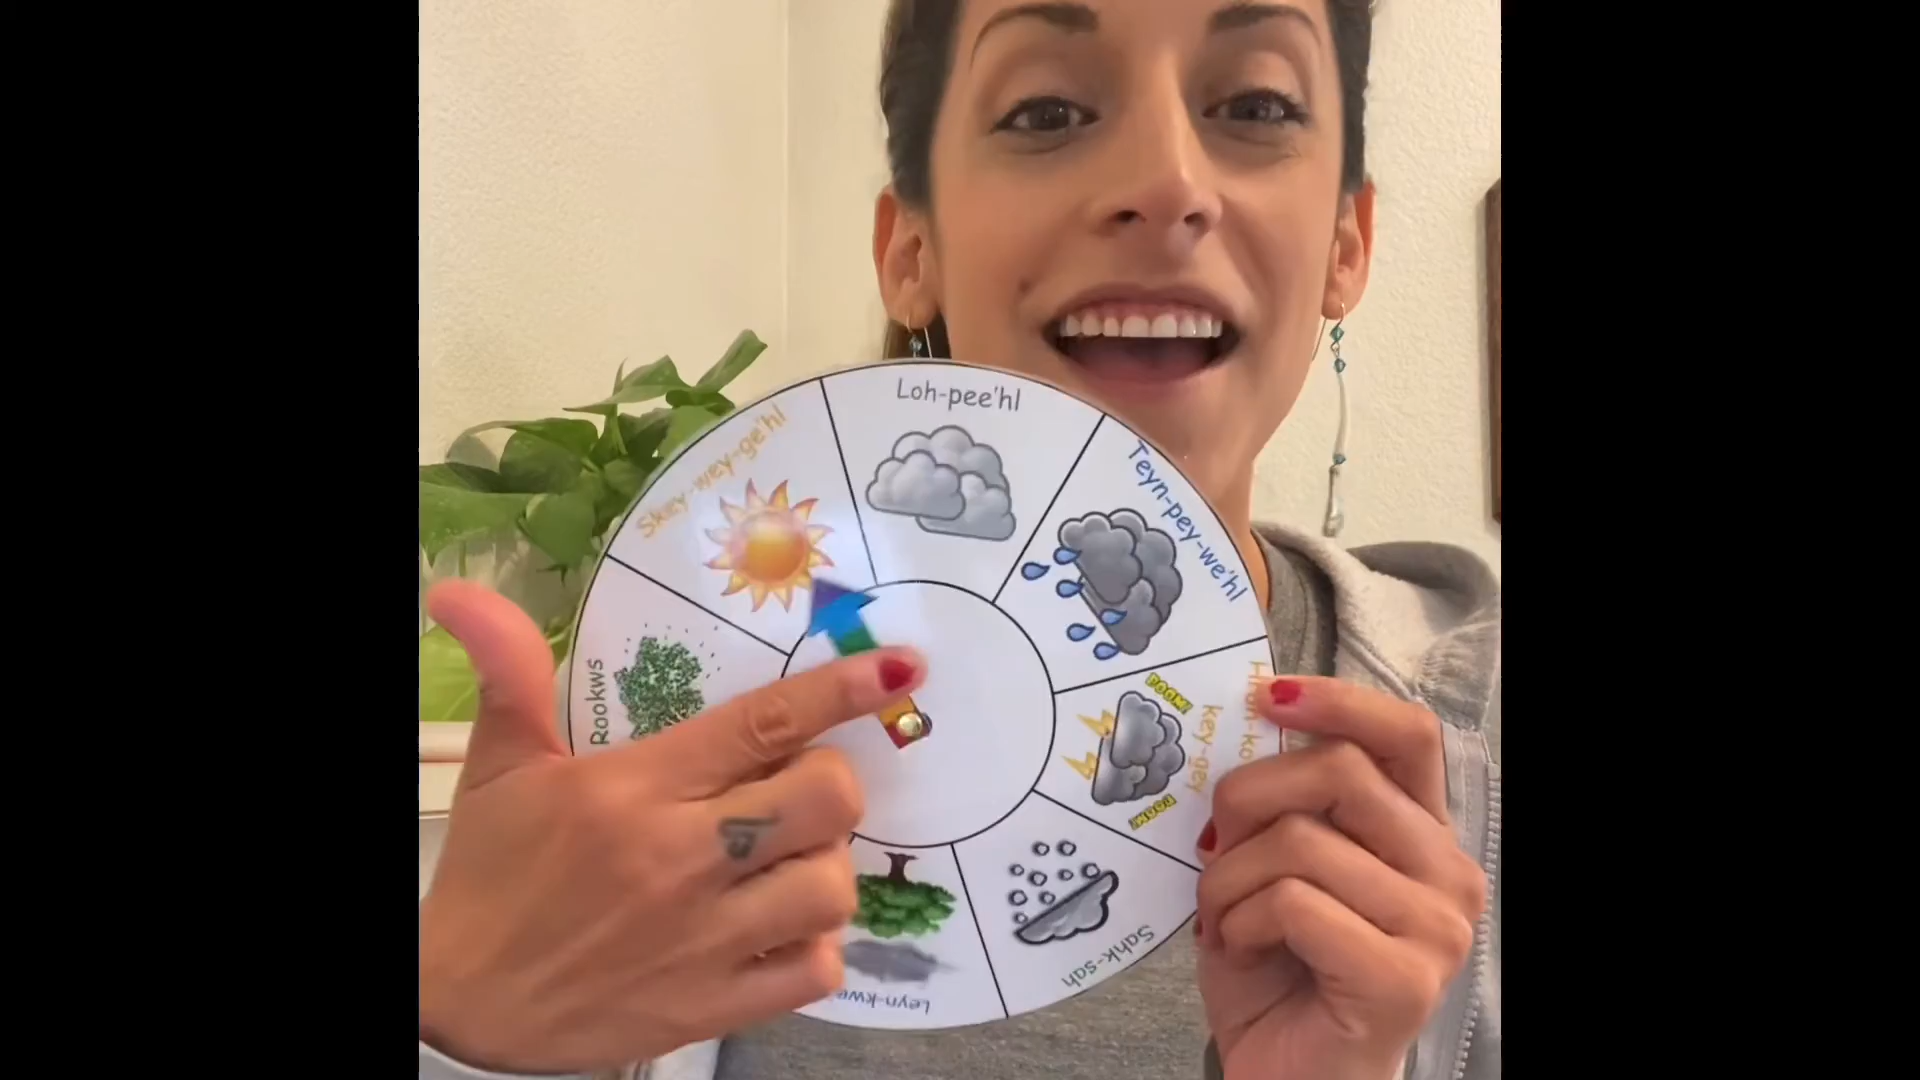 Loh-pee'hl
Teyn-pey-we'hl
key-gey
BOOM!
BOOM!
Sahk-sah
Rookws
Skey-wey-ge'hl